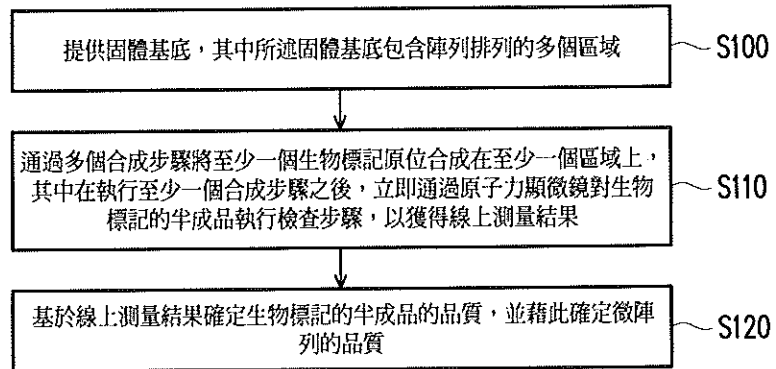 提供固體基底，其中所述固體基底包含陣列排列的多個區域
S100
通過多個合成步驟將至少一個生物標記原位合成在至少一個區域上，
其中在執行至少一個合成步驟之後，立即通過原子力顯微鏡對生物
標記的半成品執行檢查步驟，以獲得線上測量結果
S110
基於線上測量結果確定生物標記的半成品的品質，並藉此確定微陣
列的品質
S120